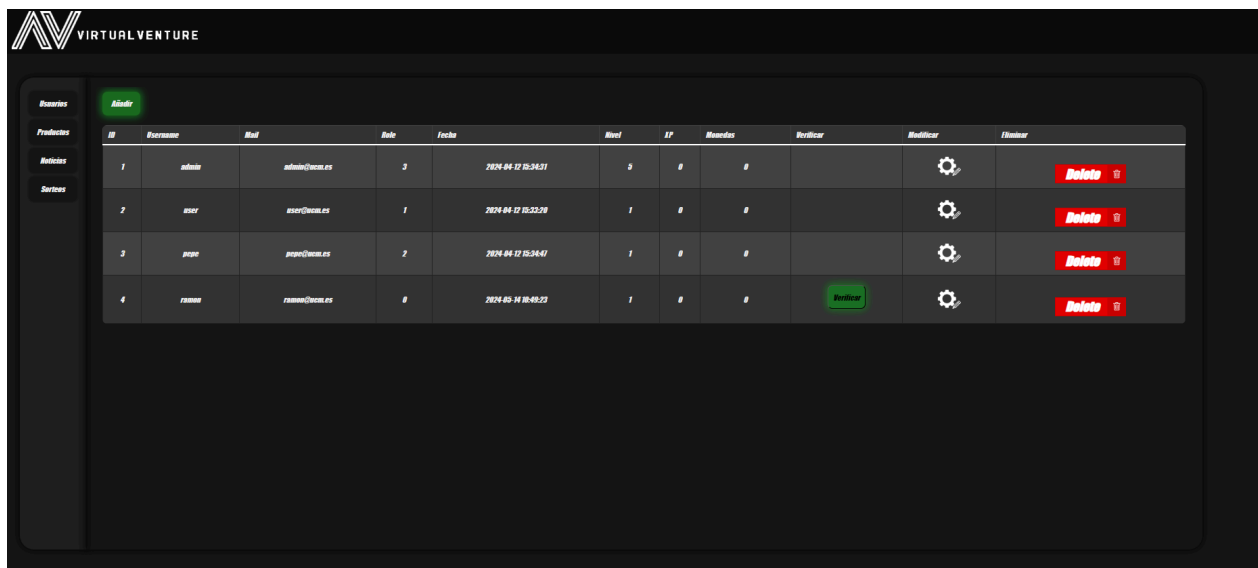 VIRTUALVENTURE
Usuarios
Productos
Noticias
Sorteos
Añadir
ID Username Mail Role Fecha Nivel XP Monedas Verificar Modificar Eliminar
1 admin admin@ucm.es 3 2024-04-12 15:34:31 5 0 0 Delete
2 user user@ucm.es 1 2024-04-12 15:33:20 1 0 0 Delete
3 pepe pepe@ucm.es 2 2024-04-12 15:34:47 1 0 0 Delete
4 ramon ramon@ucm.es 0 2024-05-14 10:49:23 1 0 0 Verificar Delete